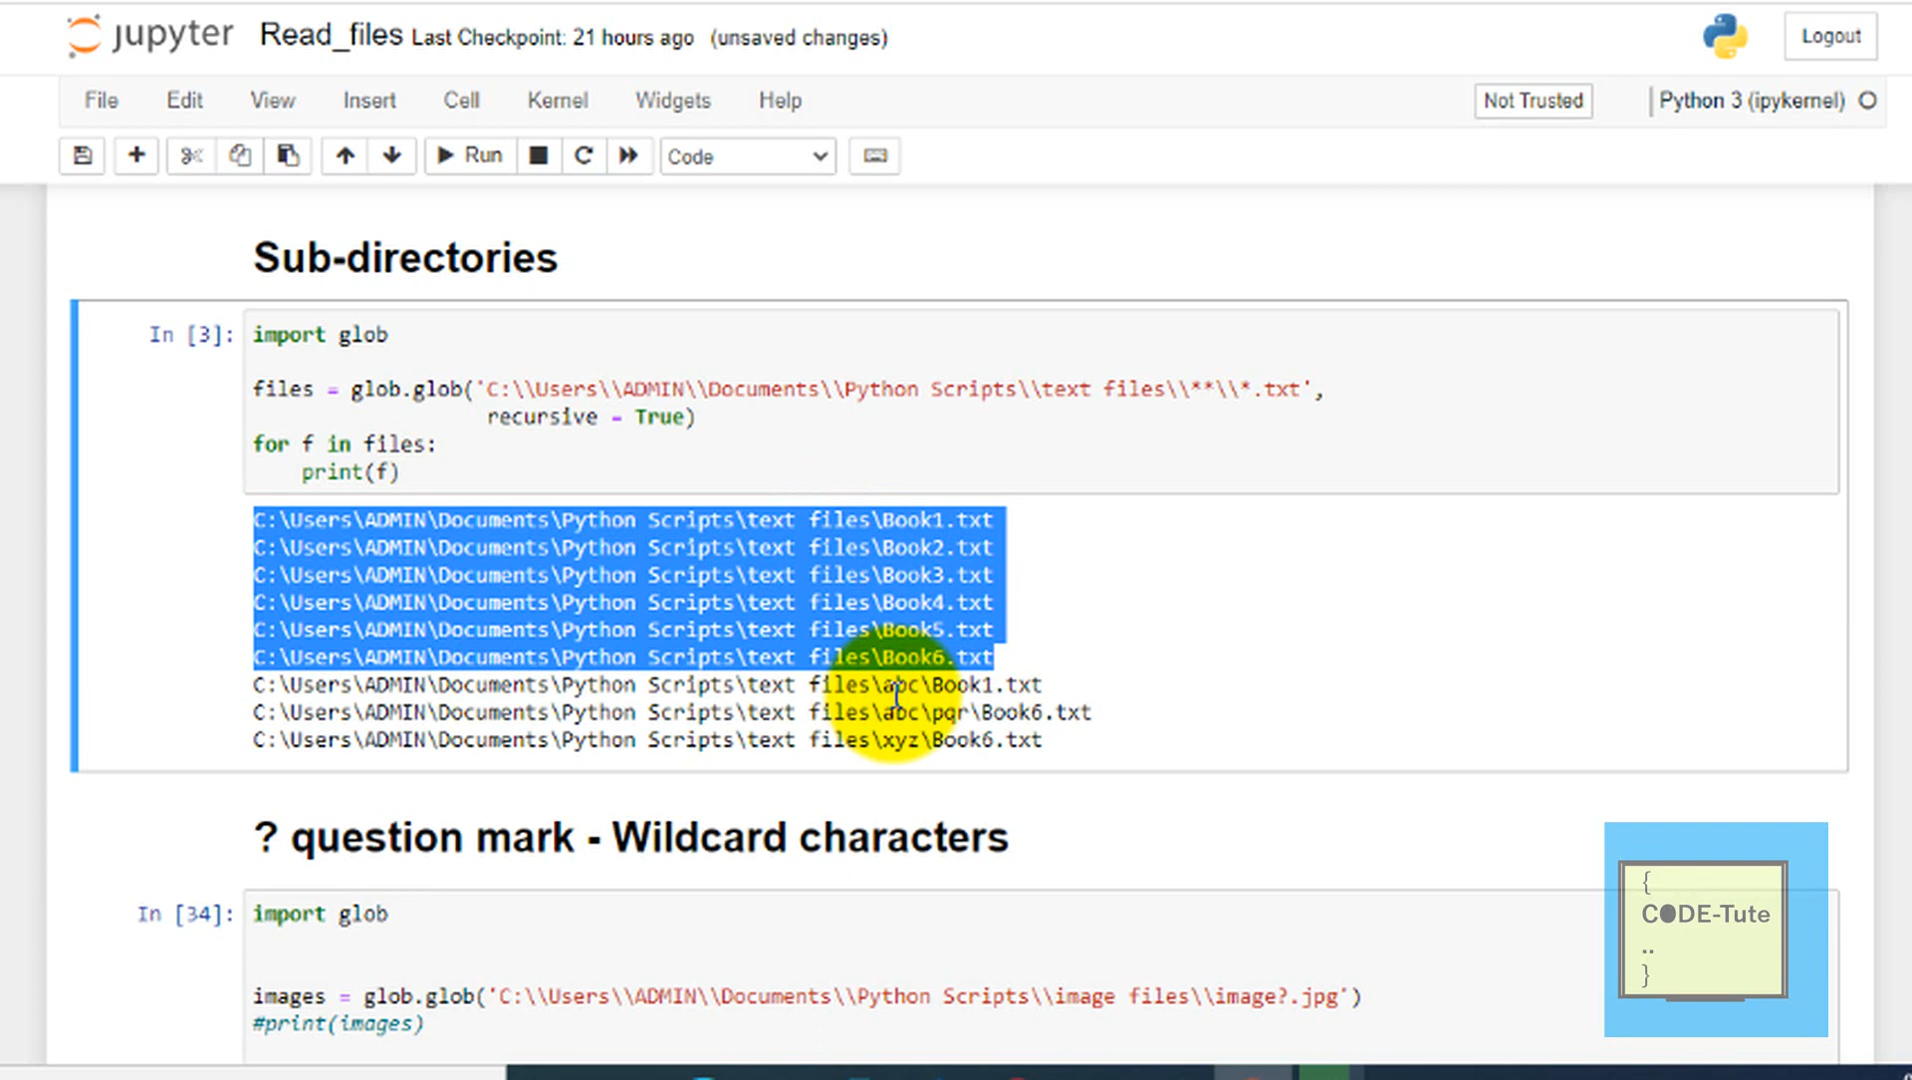 jupyter Read_files Last Checkpoint: 21 hours ago (unsaved changes) Logout
File Edit View Insert Cell Kernel Widgets Help Not Trusted Python 3 (ipykernel)
Run Code
Sub-directories
In [3]: import glob
files = glob.glob('C:\\Users\\ADMIN\\Documents\\Python Scripts\\text files\\**\\*.txt',
recursive = True)
for f in files:
print(f)
C:\Users\ADMIN\Documents\Python Scripts\text files\Book1.txt
C:\Users\ADMIN\Documents\Python Scripts\text files\Book2.txt
C:\Users\ADMIN\Documents\Python Scripts\text files\Book3.txt
C:\Users\ADMIN\Documents\Python Scripts\text files\Book4.txt
C:\Users\ADMIN\Documents\Python Scripts\text files\Book5.txt
C:\Users\ADMIN\Documents\Python Scripts\text files\Book6.txt
C:\Users\ADMIN\Documents\Python Scripts\text files\abc\Book1.txt
C:\Users\ADMIN\Documents\Python Scripts\text files\abc\pqr\Book6.txt
C:\Users\ADMIN\Documents\Python Scripts\text files\xyz\Book6.txt
? question mark - Wildcard characters
In [34]: import glob
images = glob.glob('C:\\Users\\ADMIN\\Documents\\Python Scripts\\image files\\image?.jpg')
#print(images)
{
CODE-Tute
..
}